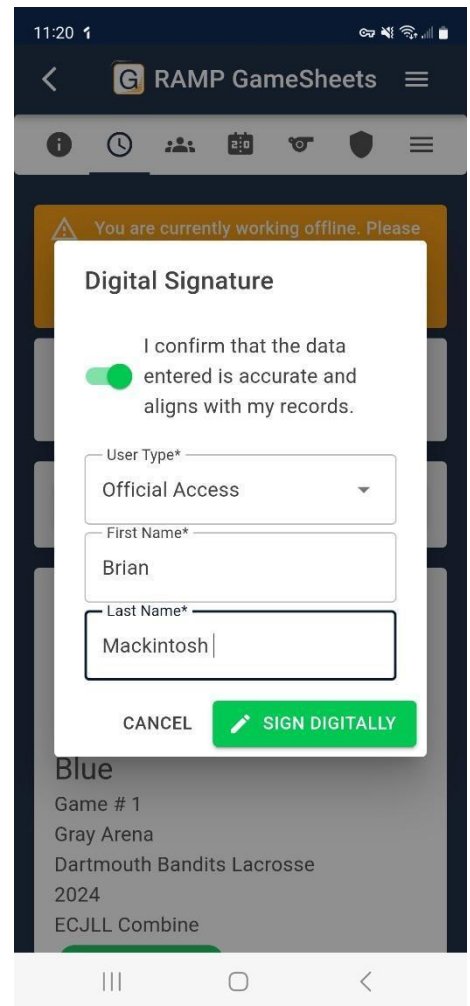 11:20
G RAMP GameSheets
You are currently working offline. Please
Digital Signature
I confirm that the data
entered is accurate and
aligns with my records.
User Type*
Official Access
First Name*
Brian
Last Name*
Mackintosh
CANCEL
SIGN DIGITALLY
Blue
Game # 1
Gray Arena
Dartmouth Bandits Lacrosse
2024
ECJLL Combine